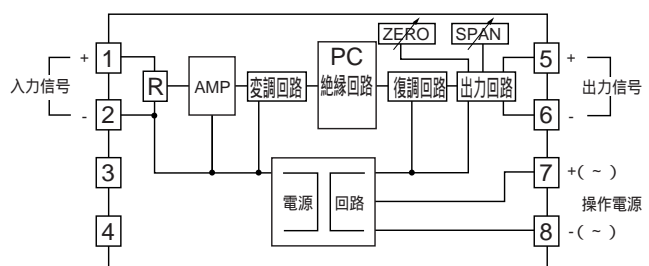 ZERO
SPAN
+ 1
入力信号
- 2
R
AMP
変調回路
PC
絶縁回路
復調回路
出力回路
5 +
出力信号
6 -
3
4
電源
回路
7 +( ~ )
操作電源
8 -( ~ )